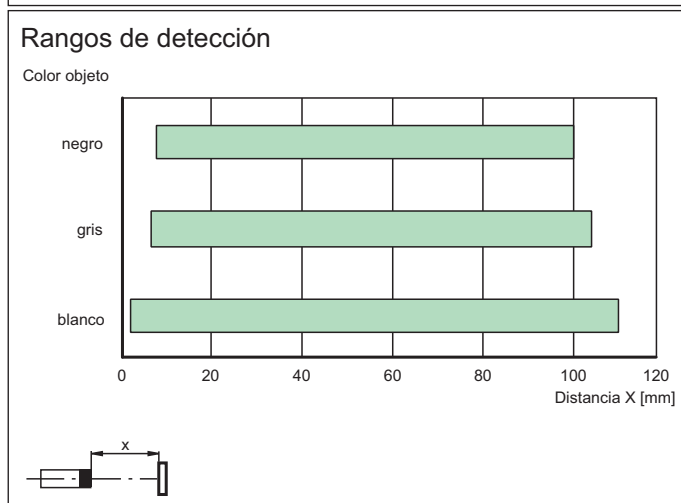 Rangos de detección
Color objeto
negro
gris
blanco
0 20 40 60 80 100 120
Distancia X [mm]
x